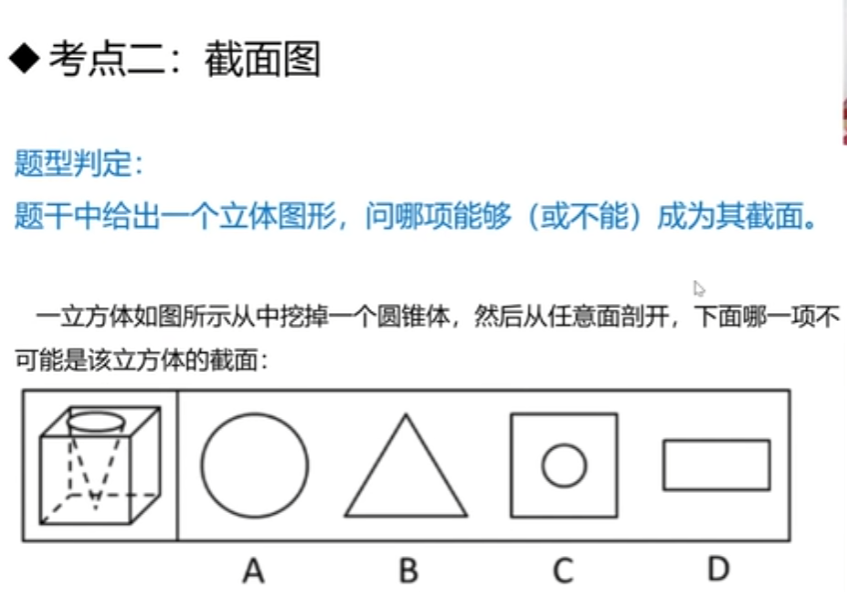 ◆考点二：截面图
题型判定：
题干中给出一个立体图形，问哪项能够（或不能）成为其截面。
一立方体如图所示从中挖掉一个圆锥体，然后从任意面剖开，下面哪一项不
可能是该立方体的截面：
A B C D